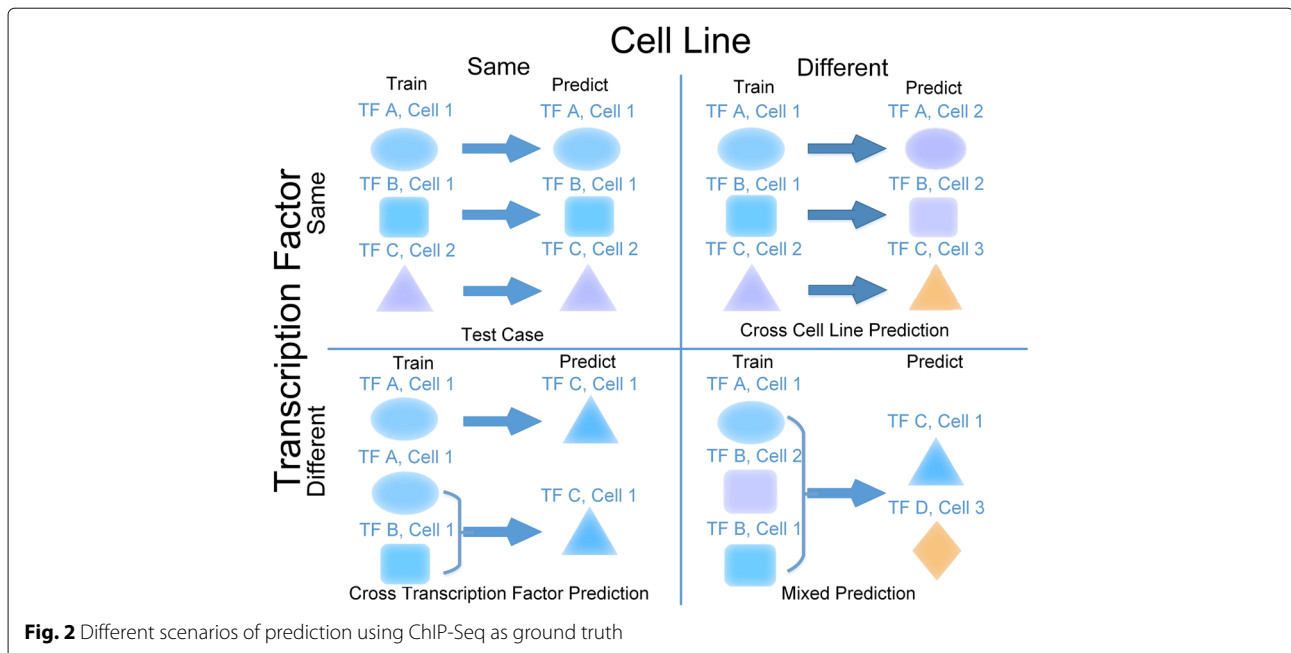 Cell Line
Same
Different
Transcription Factor
Same
Different
Train
Predict
TF A, Cell 1
TF A, Cell 1
TF B, Cell 1
TF B, Cell 1
TF C, Cell 2
TF C, Cell 2
Test Case
Train
Predict
TF A, Cell 1
TF A, Cell 2
TF B, Cell 1
TF B, Cell 2
TF C, Cell 2
TF C, Cell 3
Cross Cell Line Prediction
Train
Predict
TF A, Cell 1
TF C, Cell 1
TF A, Cell 1
TF C, Cell 1
TF B, Cell 1
Cross Transcription Factor Prediction
Train
Predict
TF A, Cell 1
TF C, Cell 1
TF B, Cell 2
TF D, Cell 3
TF B, Cell 1
Mixed Prediction
Fig. 2 Different scenarios of prediction using ChIP-Seq as ground truth